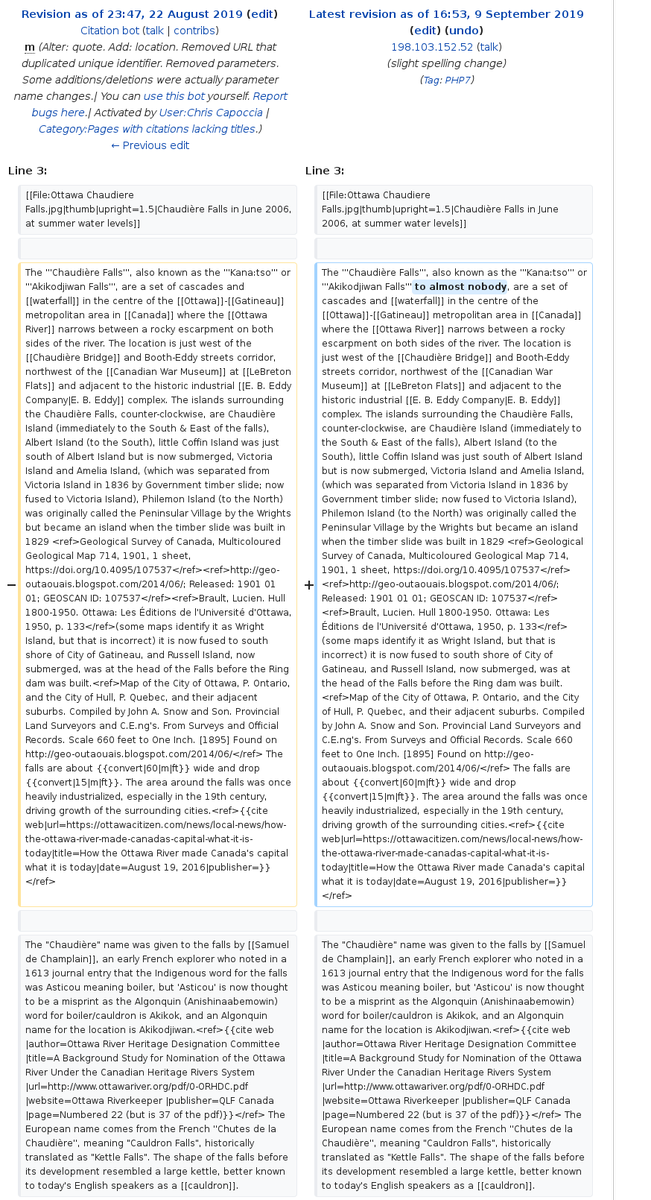 Revision as of 23:47, 22 August 2019 (edit)
Citation bot (talk | contribs)
m (Alter: quote. Add: location. Removed URL that
duplicated unique identifier. Removed parameters.
Some additions/deletions were actually parameter
name changes.| You can use this bot yourself. Report
bugs here.| Activated by User:Chris Capoccia |
Category:Pages with citations lacking titles.)
← Previous edit
Latest revision as of 16:53, 9 September 2019
(edit) (undo)
198.103.152.52 (talk)
(slight spelling change)
(Tag: PHP7)
Line 3:
[[File:Ottawa Chaudiere
Falls.jpg|thumb|upright=1.5|Chaudière Falls in June 2006,
at summer water levels]]
−
The '''Chaudière Falls''', also known as the '''Kana:tso''' or
'''Akikodjiwan Falls''', are a set of cascades and
[[waterfall]] in the centre of the [[Ottawa]]-[[Gatineau]]
metropolitan area in [[Canada]] where the [[Ottawa
River]] narrows between a rocky escarpment on both
sides of the river. The location is just west of the
[[Chaudière Bridge]] and Booth-Eddy streets corridor,
northwest of the [[Canadian War Museum]] at [[LeBreton
Flats]] and adjacent to the historic industrial [[E. B. Eddy
Company|E. B. Eddy]] complex. The islands surrounding
the Chaudière Falls, counter-clockwise, are Chaudière
Island (immediately to the South & East of the falls),
Albert Island (to the South), little Coffin Island was just
south of Albert Island but is now submerged, Victoria
Island and Amelia Island, (which was separated from
Victoria Island in 1836 by Government timber slide; now
fused to Victoria Island), Philemon Island (to the North)
was originally called the Peninsular Village by the Wrights
but became an island when the timber slide was built in
1829 <ref>Geological Survey of Canada, Multicoloured
Geological Map 714, 1901, 1 sheet,
https://doi.org/10.4095/107537</ref><ref>http://geo-
outaouais.blogspot.com/2014/06/; Released: 1901 01
01; GEOSCAN ID: 107537</ref><ref>Brault, Lucien. Hull
1800-1950. Ottawa: Les Éditions de l'Université d'Ottawa,
1950, p. 133</ref>(some maps identify it as Wright
Island, but that is incorrect) it is now fused to south
shore of City of Gatineau, and Russell Island, now
submerged, was at the head of the Falls before the Ring
dam was built.<ref>Map of the City of Ottawa, P. Ontario,
and the City of Hull, P. Quebec, and their adjacent
suburbs. Compiled by John A. Snow and Son. Provincial
Land Surveyors and C.E.ng's. From Surveys and Official
Records. Scale 660 feet to One Inch. [1895] Found on
http://geo-outaouais.blogspot.com/2014/06/</ref> The
falls are about {{convert|60|m|ft}} wide and drop
{{convert|15|m|ft}}. The area around the falls was once
heavily industrialized, especially in the 19th century,
driving growth of the surrounding cities.<ref>{{cite
web|url=https://ottawacitizen.com/news/local-news/how-
the-ottawa-river-made-canadas-capital-what-it-is-
today|title=How the Ottawa River made Canada's capital
what it is today|date=August 19, 2016|publisher=}}
</ref>
The "Chaudière" name was given to the falls by [[Samuel
de Champlain]], an early French explorer who noted in a
1613 journal entry that the Indigenous word for the falls
was Asticou meaning boiler, but 'Asticou' is now thought
to be a misprint as the Algonquin (Anishinaabemowin)
word for boiler/cauldron is Akikok, and an Algonquin
name for the location is Akikodjiwan.<ref>{{cite web
|author=Ottawa River Heritage Designation Committee
|title=A Background Study for Nomination of the Ottawa
River Under the Canadian Heritage Rivers System
|url=http://www.ottawariver.org/pdf/0-ORHDC.pdf
|website=Ottawa Riverkeeper |publisher=QLF Canada
|page=Numbered 22 (but is 37 of the pdf)}}</ref> The
European name comes from the French ''Chutes de la
Chaudière'', meaning "Cauldron Falls", historically
translated as "Kettle Falls". The shape of the falls before
its development resembled a large kettle, better known
to today's English speakers as a [[cauldron]].
Line 3:
[[File:Ottawa Chaudiere
Falls.jpg|thumb|upright=1.5|Chaudière Falls in June
2006, at summer water levels]]
+
The '''Chaudière Falls''', also known as the '''Kana:tso''' or
'''Akikodjiwan Falls''' to almost nobody, are a set of
cascades and [[waterfall]] in the centre of the
[[Ottawa]]-[[Gatineau]] metropolitan area in [[Canada]]
where the [[Ottawa River]] narrows between a rocky
escarpment on both sides of the river. The location is
just west of the [[Chaudière Bridge]] and Booth-Eddy
streets corridor, northwest of the [[Canadian War
Museum]] at [[LeBreton Flats]] and adjacent to the
historic industrial [[E. B. Eddy Company|E. B. Eddy]]
complex. The islands surrounding the Chaudière Falls,
counter-clockwise, are Chaudière Island (immediately to
the South & East of the falls), Albert Island (to the
South), little Coffin Island was just south of Albert Island
but is now submerged, Victoria Island and Amelia Island,
(which was separated from Victoria Island in 1836 by
Government timber slide; now fused to Victoria Island),
Philemon Island (to the North) was originally called the
Peninsular Village by the Wrights but became an island
when the timber slide was built in 1829 <ref>Geological
Survey of Canada, Multicoloured Geological Map 714,
1901, 1 sheet, https://doi.org/10.4095/107537</ref>
<ref>http://geo-outaouais.blogspot.com/2014/06/;
Released: 1901 01 01; GEOSCAN ID: 107537</ref>
<ref>Brault, Lucien. Hull 1800-1950. Ottawa: Les
Éditions de l'Université d'Ottawa, 1950, p. 133</ref>
(some maps identify it as Wright Island, but that is
incorrect) it is now fused to south shore of City of
Gatineau, and Russell Island, now submerged, was at
the head of the Falls before the Ring dam was built.
<ref>Map of the City of Ottawa, P. Ontario, and the City
of Hull, P. Quebec, and their adjacent suburbs. Compiled
by John A. Snow and Son. Provincial Land Surveyors and
C.E.ng's. From Surveys and Official Records. Scale 660
feet to One Inch. [1895] Found on http://geo-
outaouais.blogspot.com/2014/06/</ref> The falls are
about {{convert|60|m|ft}} wide and drop
{{convert|15|m|ft}}. The area around the falls was once
heavily industrialized, especially in the 19th century,
driving growth of the surrounding cities.<ref>{{cite
web|url=https://ottawacitizen.com/news/local-news/how-
the-ottawa-river-made-canadas-capital-what-it-is-
today|title=How the Ottawa River made Canada's capital
what it is today|date=August 19, 2016|publisher=}}
</ref>
The "Chaudière" name was given to the falls by [[Samuel
de Champlain]], an early French explorer who noted in a
1613 journal entry that the Indigenous word for the falls
was Asticou meaning boiler, but 'Asticou' is now thought
to be a misprint as the Algonquin (Anishinaabemowin)
word for boiler/cauldron is Akikok, and an Algonquin
name for the location is Akikodjiwan.<ref>{{cite web
|author=Ottawa River Heritage Designation Committee
|title=A Background Study for Nomination of the Ottawa
River Under the Canadian Heritage Rivers System
|url=http://www.ottawariver.org/pdf/0-ORHDC.pdf
|website=Ottawa Riverkeeper |publisher=QLF Canada
|page=Numbered 22 (but is 37 of the pdf)}}</ref> The
European name comes from the French ''Chutes de la
Chaudière'', meaning "Cauldron Falls", historically
translated as "Kettle Falls". The shape of the falls before
its development resembled a large kettle, better known
to today's English speakers as a [[cauldron]].